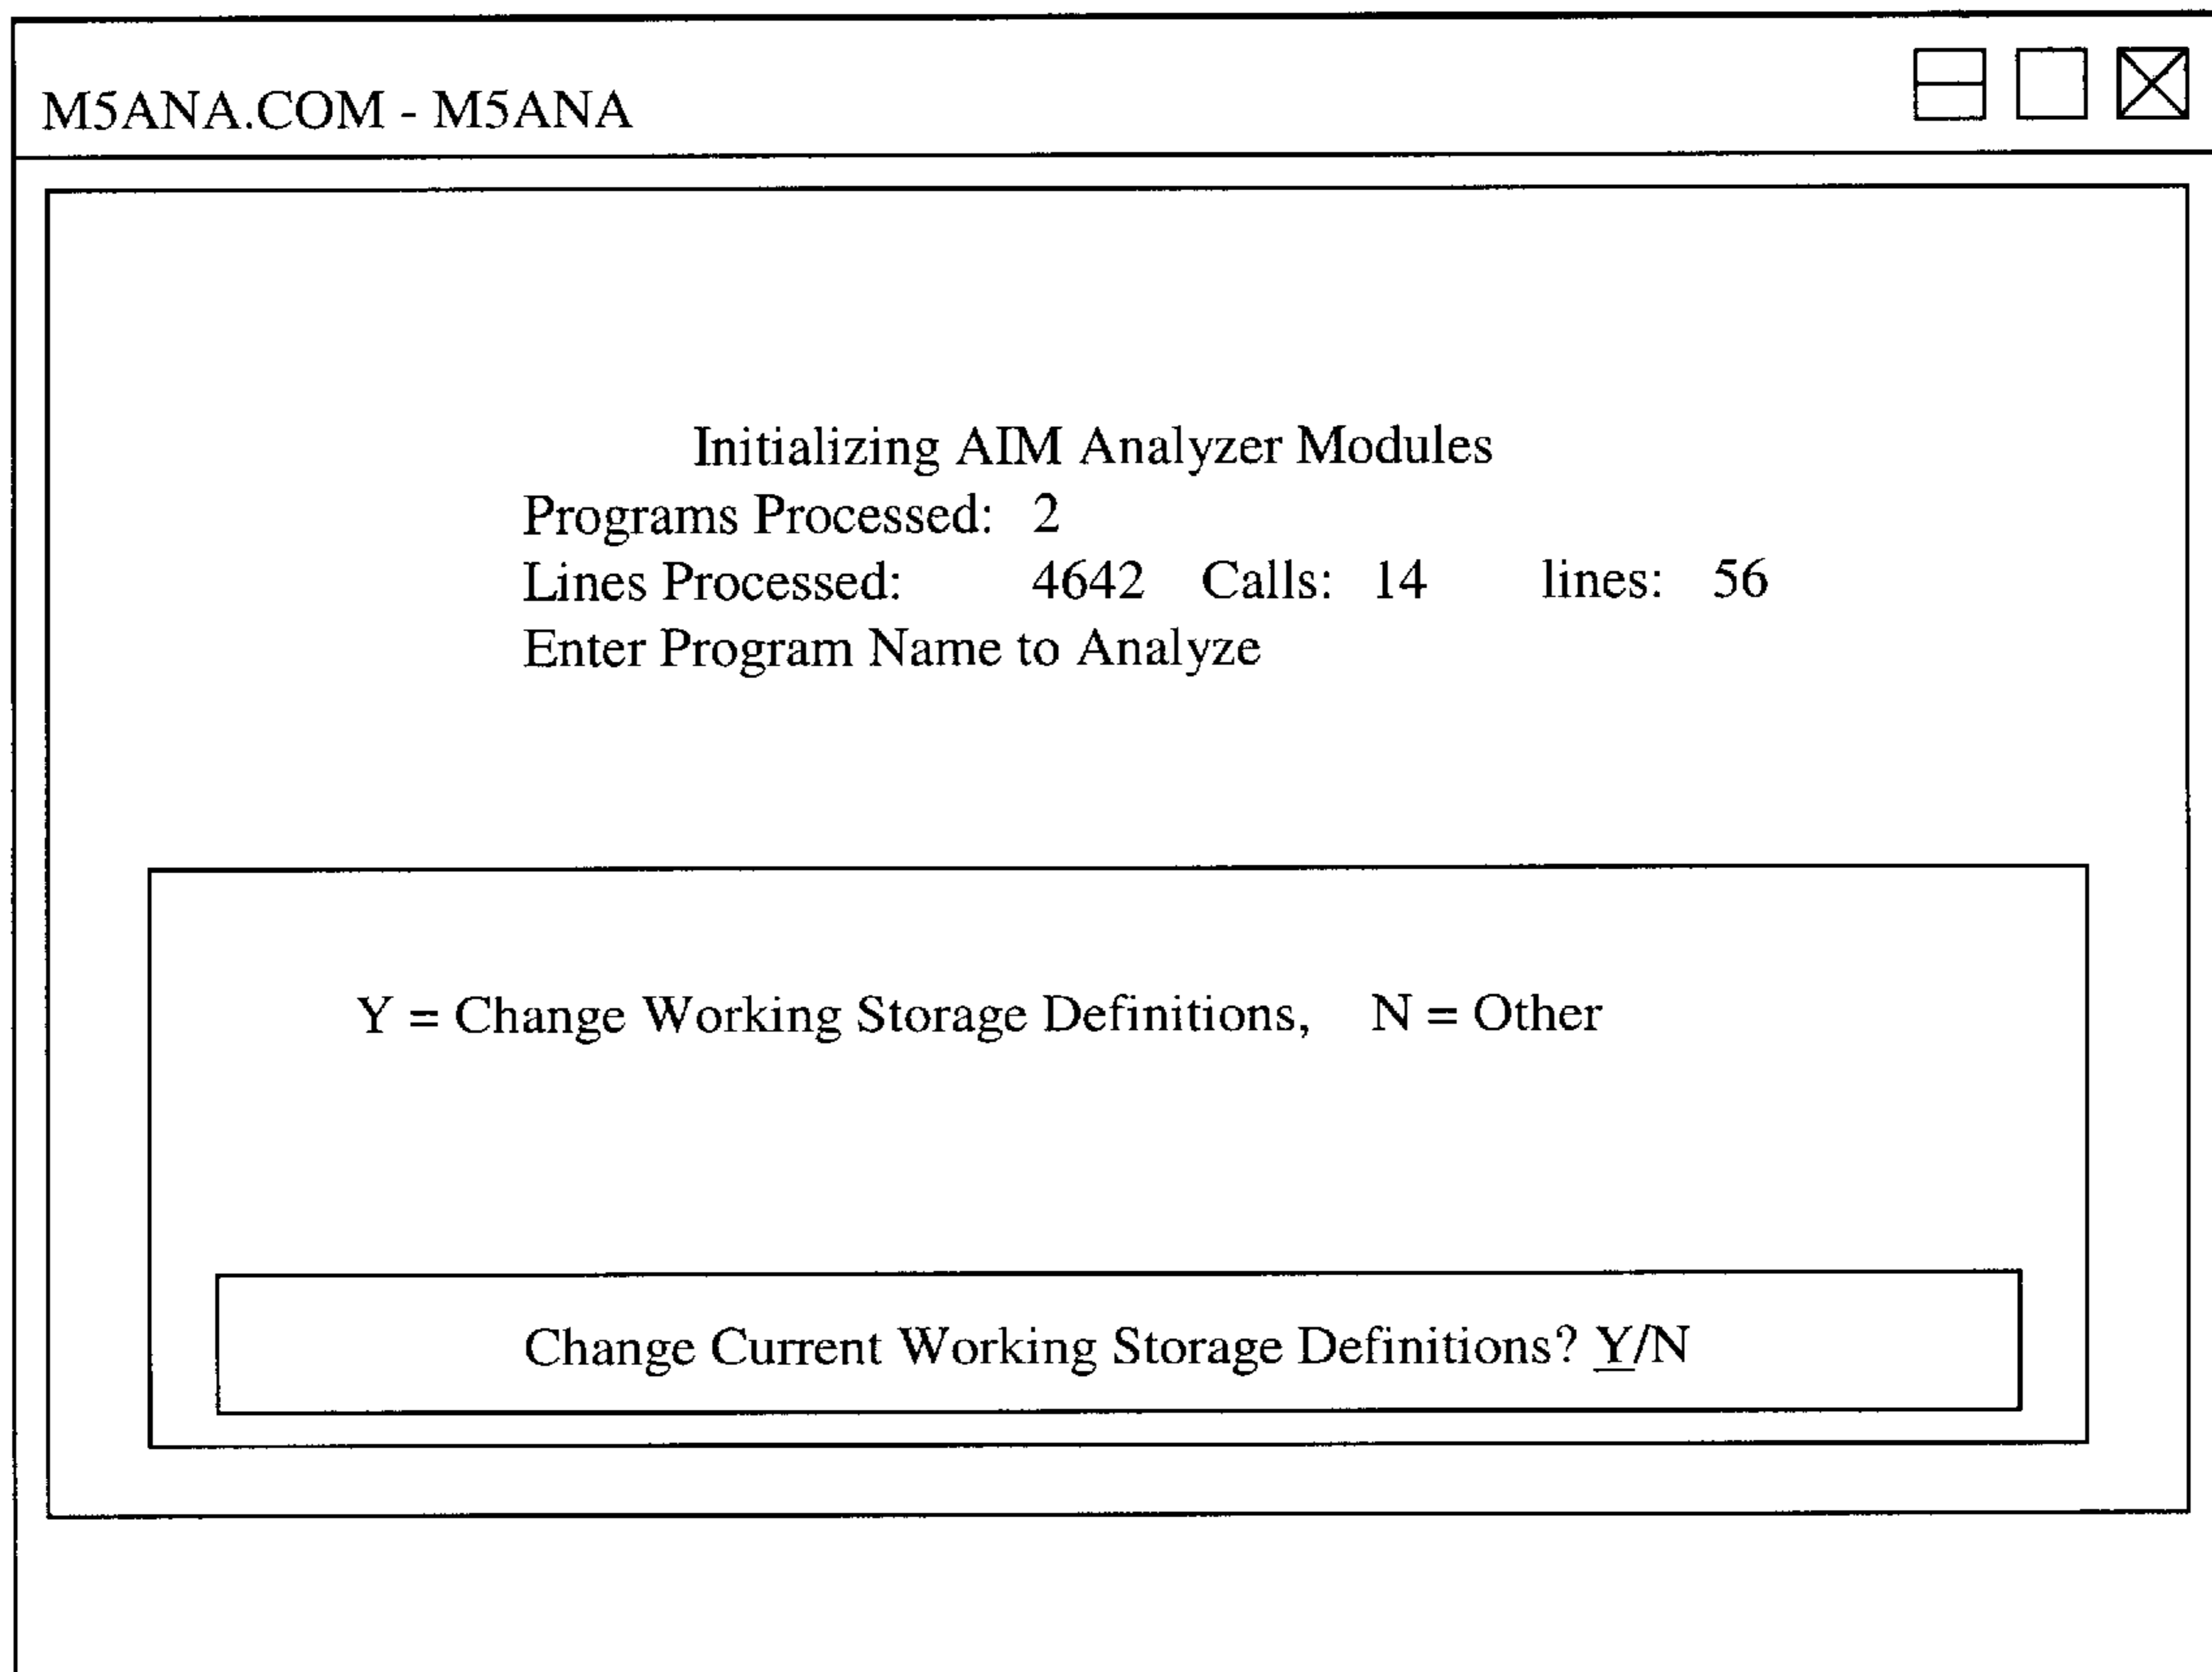 M5ANA.COM - M5ANA
Initializing AIM Analyzer Modules
Programs Processed: 2
Lines Processed: 4642 Calls: 14 lines: 56
Enter Program Name to Analyze
Y = Change Working Storage Definitions, N = Other
Change Current Working Storage Definitions? Y/N